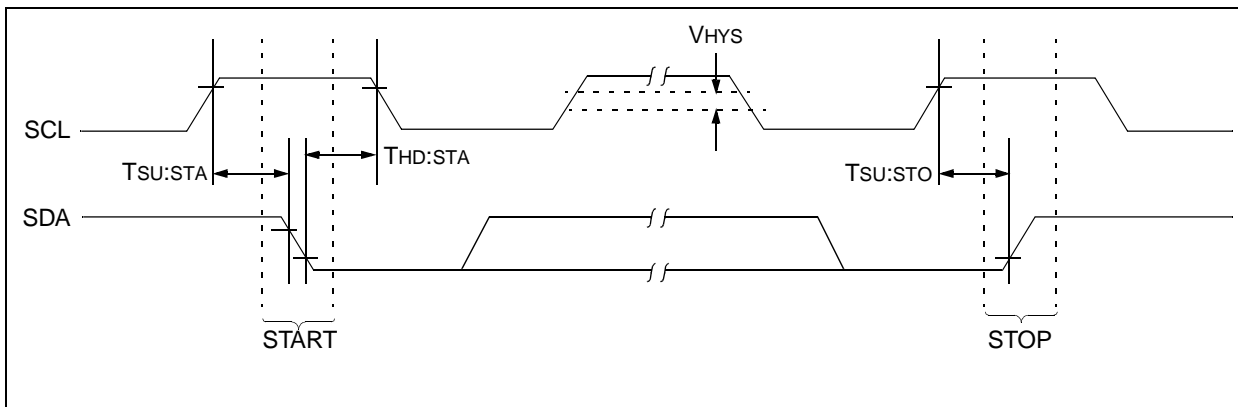 VHYS
SCL
THD:STA
TSU:STA
TSU:STO
SDA
START
STOP